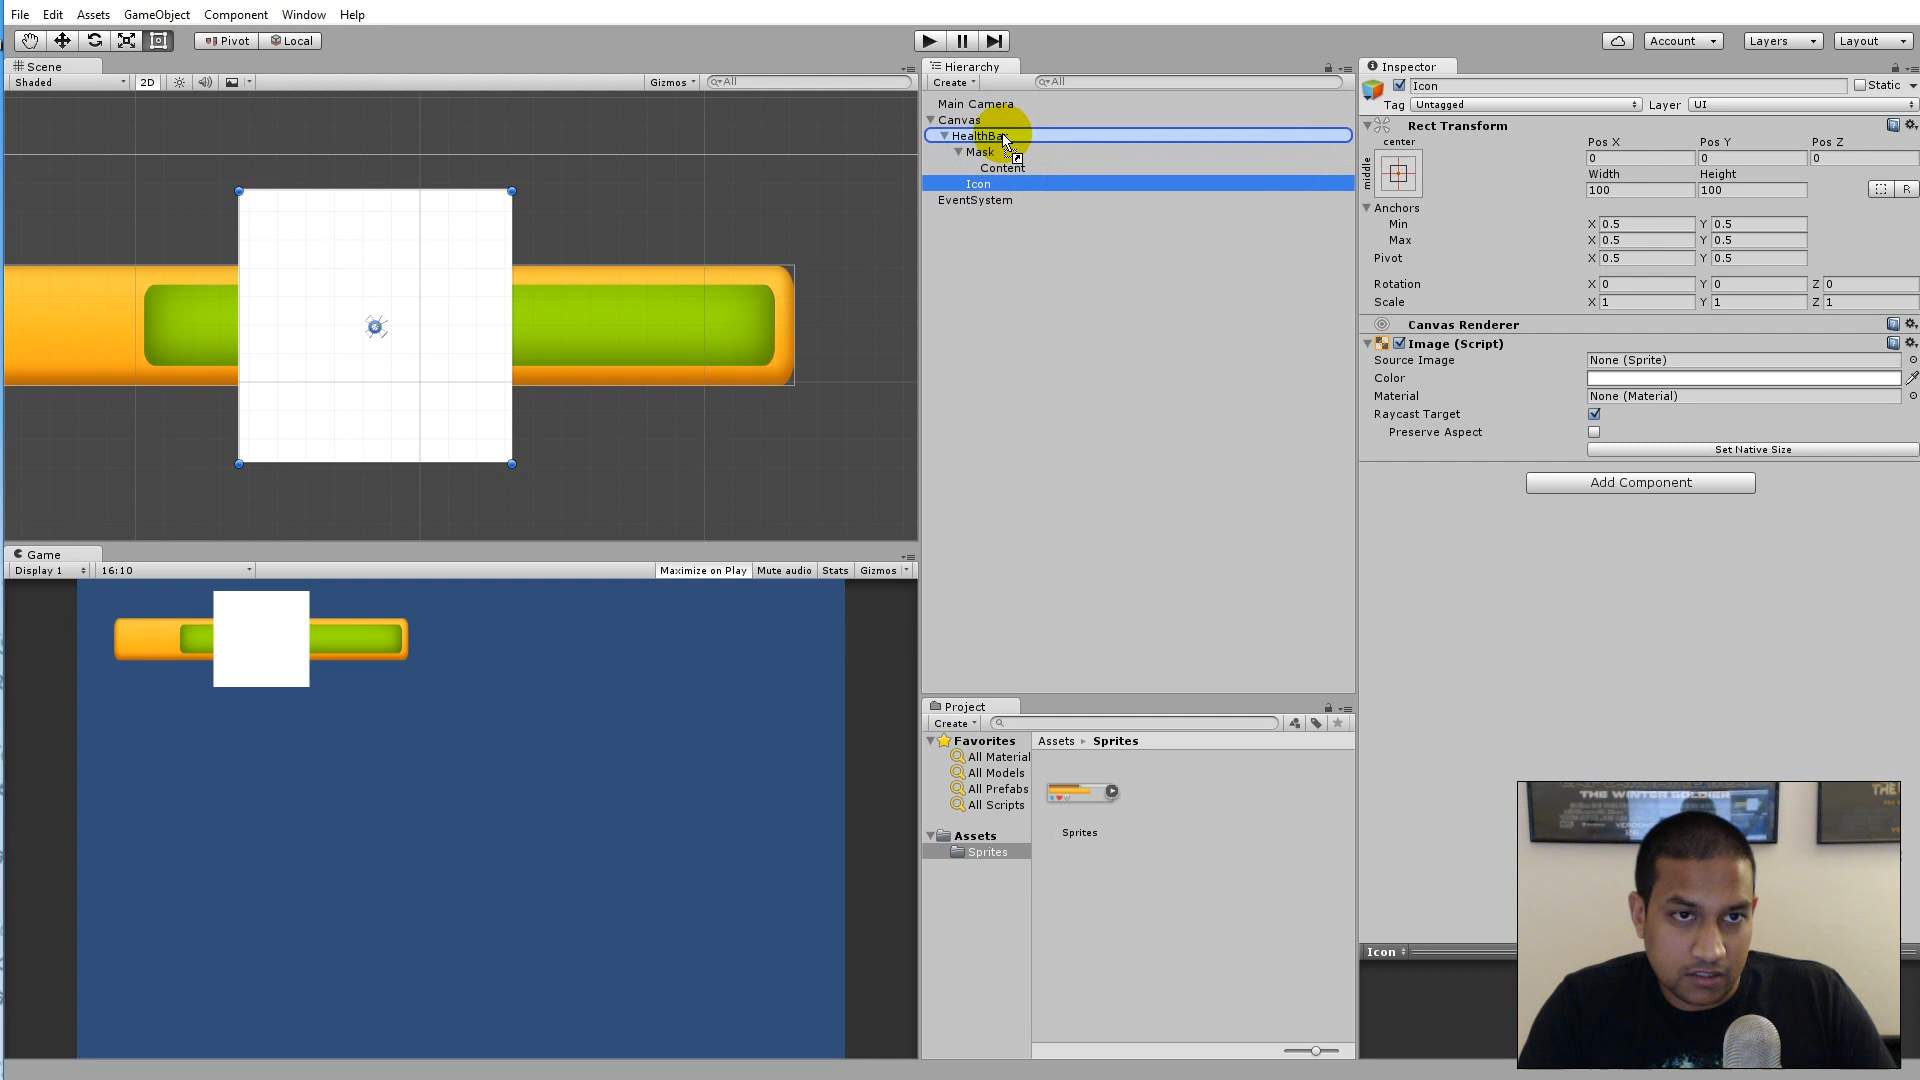 File Edit Assets GameObject Component Window Help
Pivot Local
Account Layers Layout
Scene
Shaded 2D Gizmos All
Hierarchy
Create All
Main Camera
Canvas
HealthBa
Mask
Content
Icon
EventSystem
Inspector
Icon Static
Tag Untagged Layer UI
Rect Transform
center
middle
Pos X Pos Y Pos Z
0 0 0
Width Height
100 100 R
Anchors
Min X 0.5 Y 0.5
Max X 0.5 Y 0.5
Pivot X 0.5 Y 0.5
Rotation X 0 Y 0 Z 0
Scale X 1 Y 1 Z 1
Canvas Renderer
Image (Script)
Source Image None (Sprite)
Color
Material None (Material)
Raycast Target
Preserve Aspect
Set Native Size
Add Component
Game
Display 1 16:10 Maximize on Play Mute audio Stats Gizmos
Project
Create
Favorites
All Material
All Models
All Prefabs
All Scripts
Assets
Sprites
Assets Sprites
Sprites
Icon
THE WINTER SOLDIER